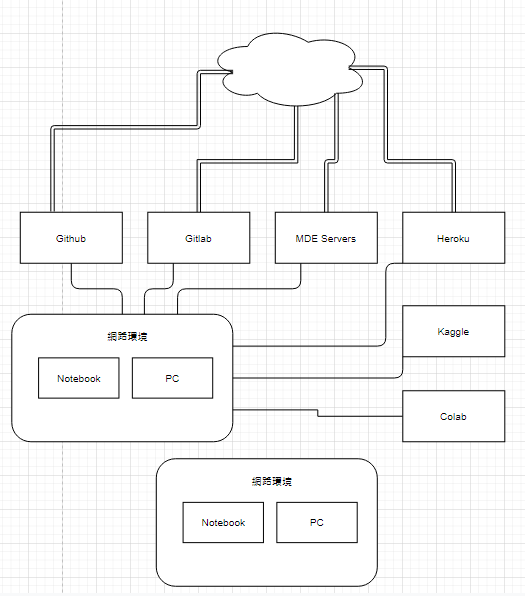 Github
Gitlab
MDE Servers
Heroku
網路環境
Notebook
PC
Kaggle
Colab
網路環境
Notebook
PC